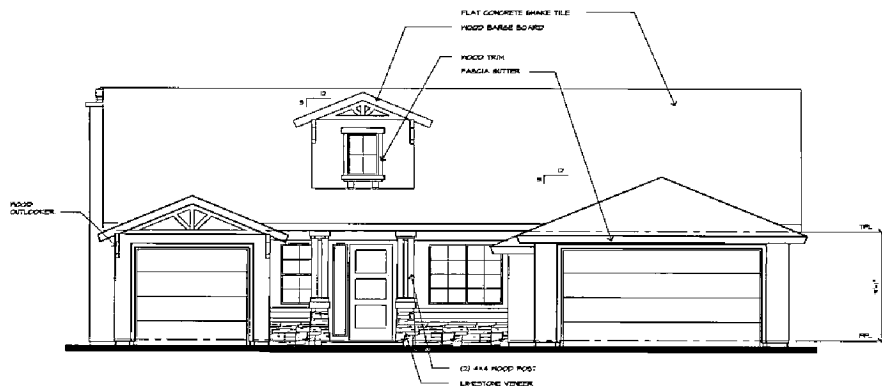 FLAT CONCRETE SHAKE TILE
WOOD BARGE BOARD
WOOD TRIM
FASCIA GUTTER
12
5
12
WOOD
OUTLOOKER
(2) 4x4 WOOD POST
LIMESTONE VENEER